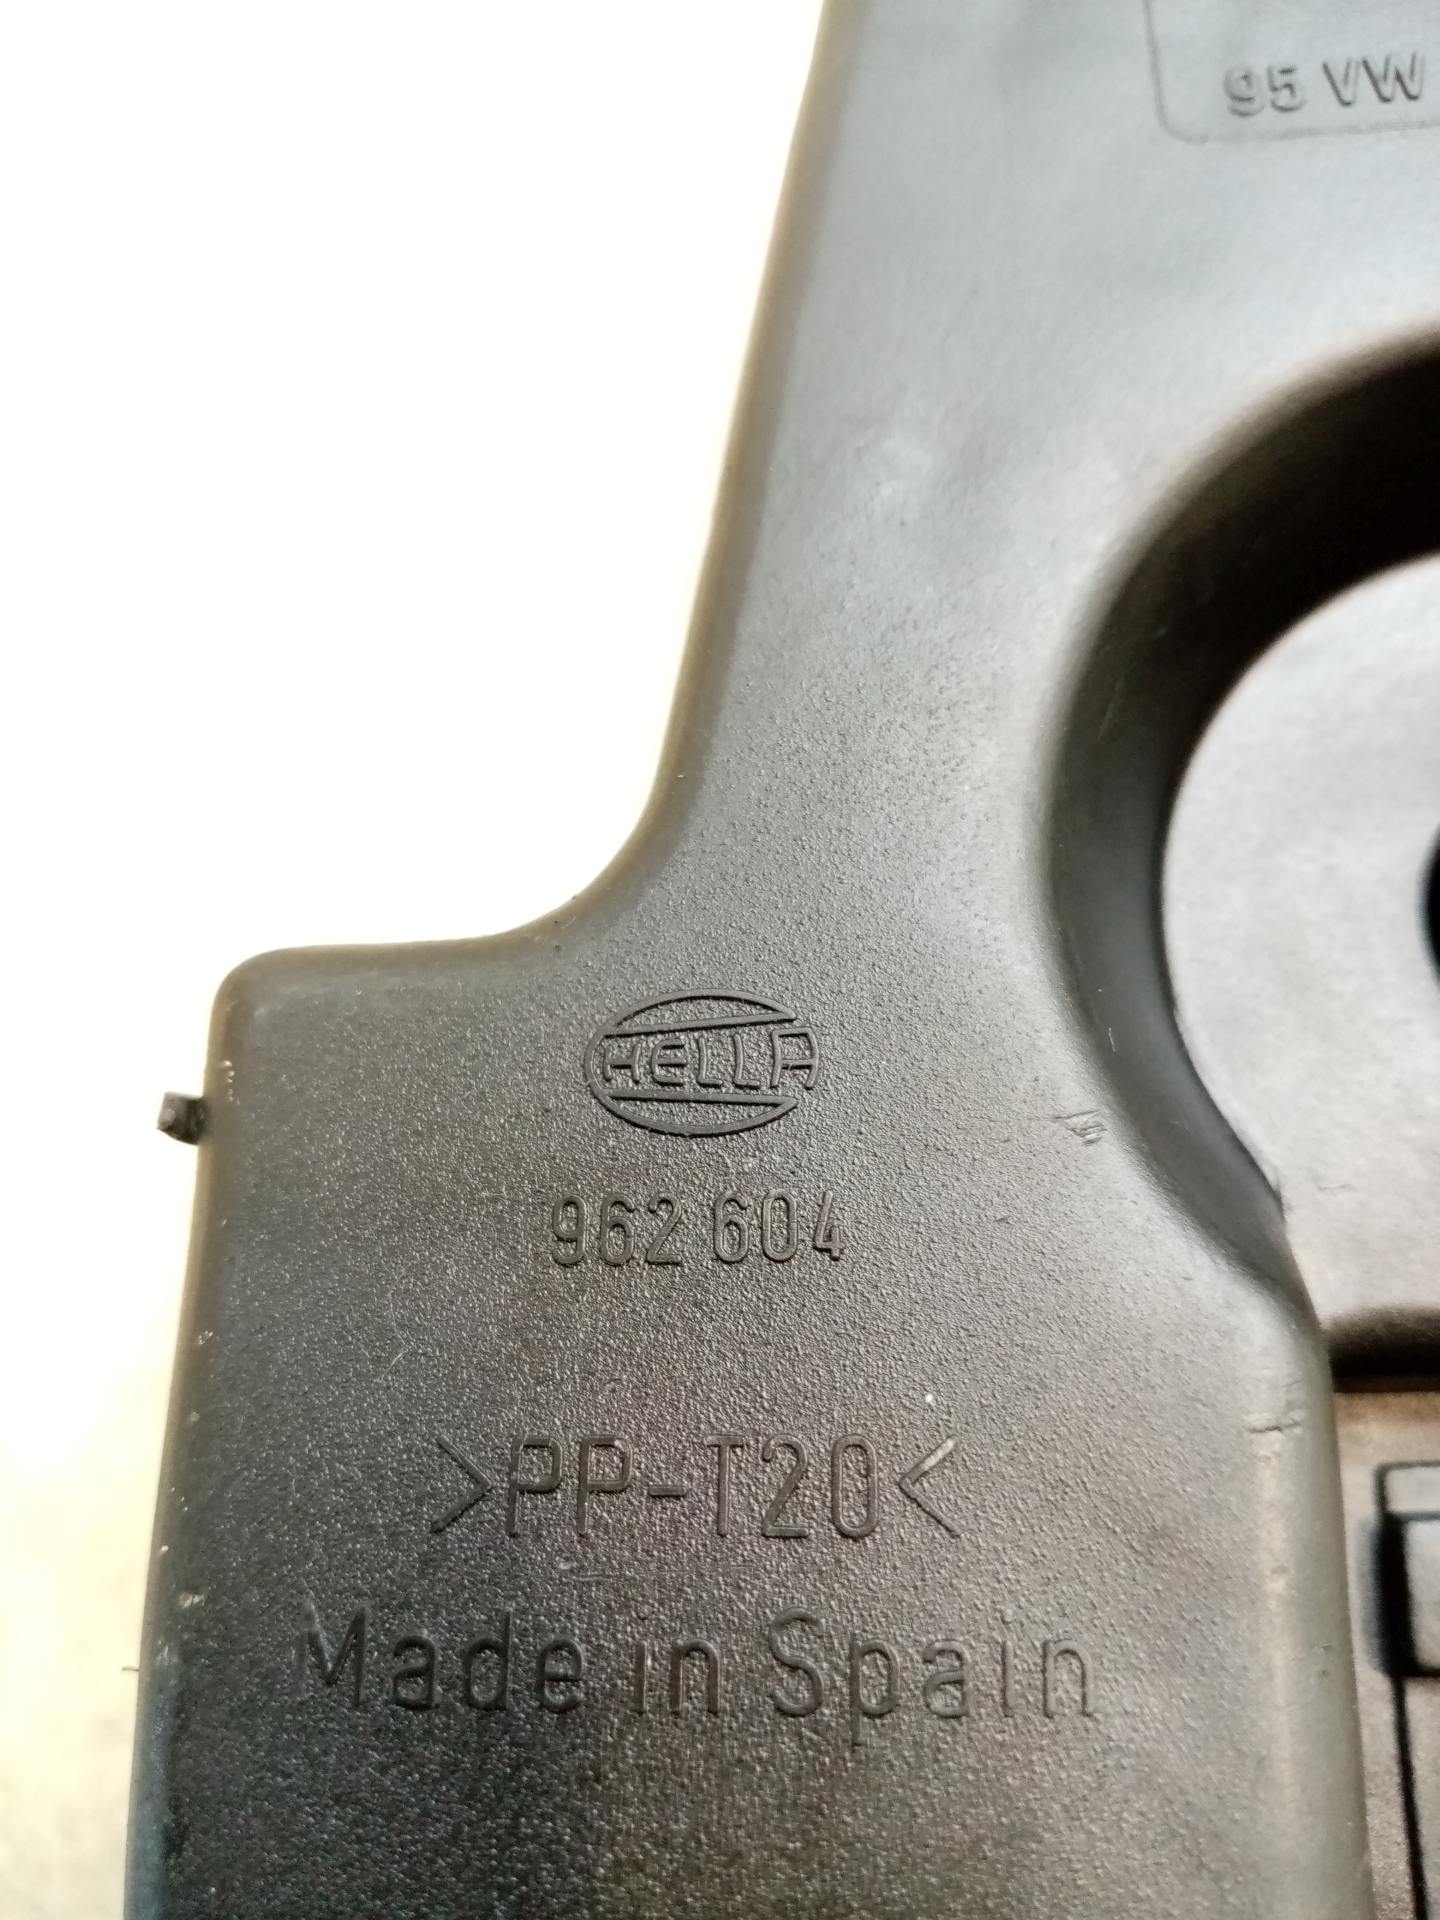 95 VW
HELLA
962 604
>PP-T20<
Made in Spain